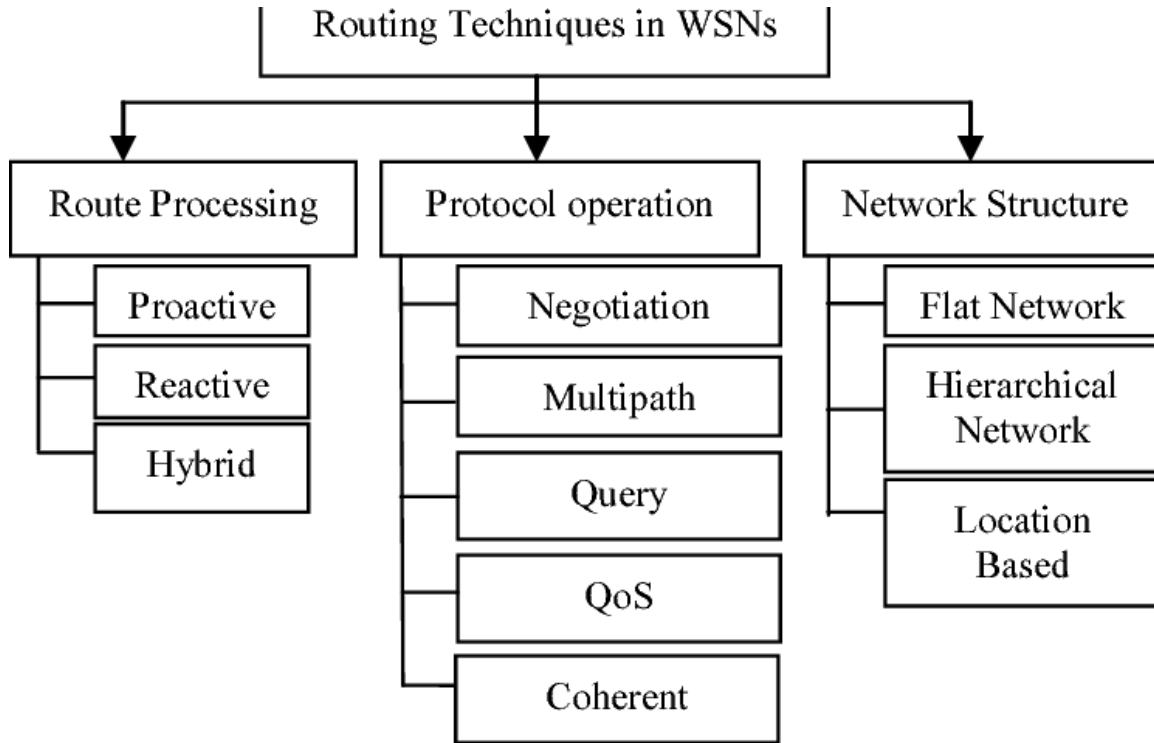 Routing Techniques in WSNs
Route Processing
Proactive
Reactive
Hybrid
Protocol operation
Negotiation
Multipath
Query
QoS
Coherent
Network Structure
Flat Network
Hierarchical
Network
Location
Based